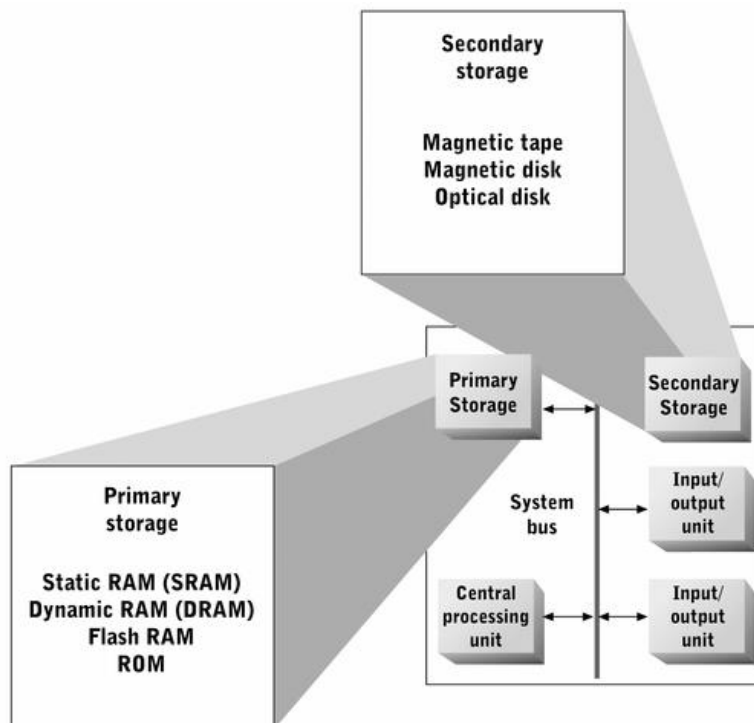 Secondary
storage
Magnetic tape
Magnetic disk
Optical disk
Primary
Storage
Secondary
Storage
Primary
storage
Static RAM (SRAM)
Dynamic RAM (DRAM)
Flash RAM
ROM
System
bus
Input/
output
unit
Central
processing
unit
Input/
output
unit